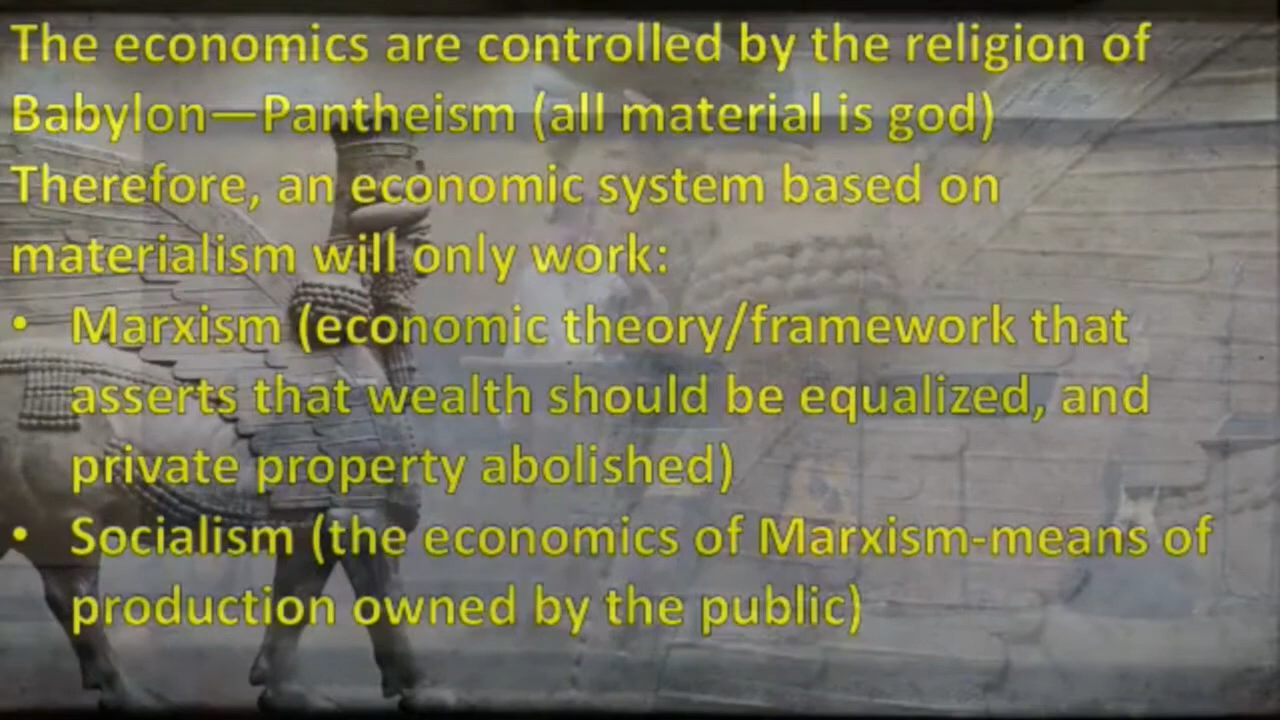 The economics are controlled by the religion of
Babylon—Pantheism (all material is god)
Therefore, an economic system based on
materialism will only work:
• Marxism (economic theory/framework that
asserts that wealth should be equalized, and
private property abolished)
• Socialism (the economics of Marxism-means of
production owned by the public)